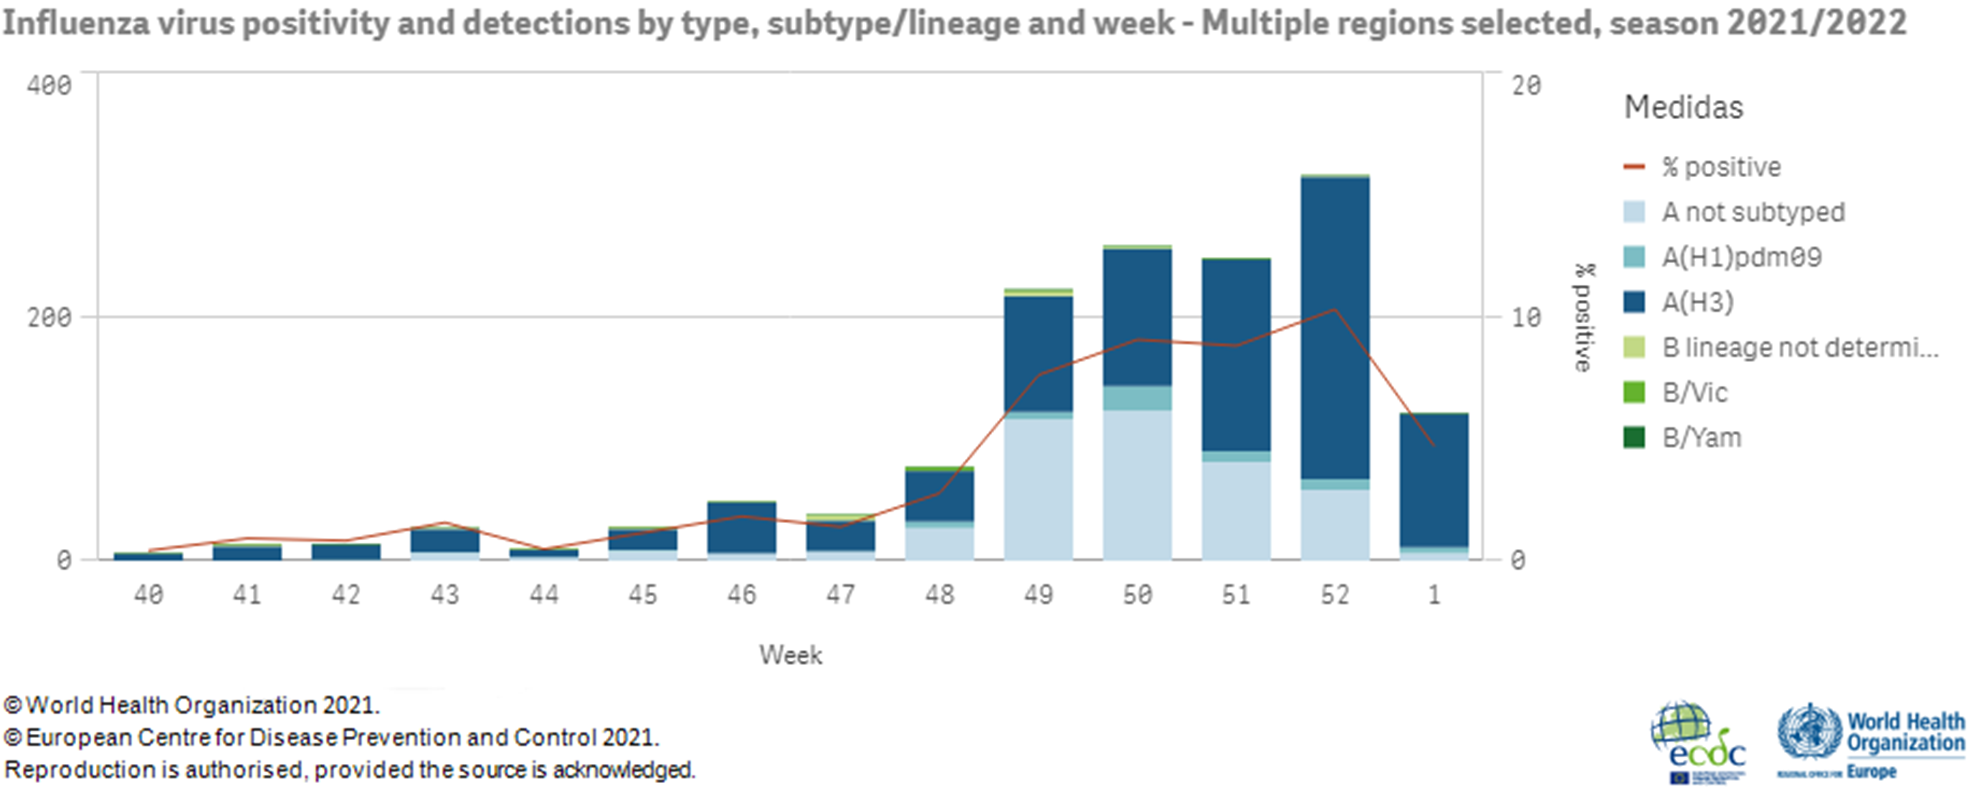 Influenza virus positivity and detections by type, subtype/lineage and week - Multiple regions selected, season 2021/2022
400
200
0
20
10
0
% positive
40 41 42 43 44 45 46 47 48 49 50 51 52 1
Week
Medidas
% positive
A not subtyped
A(H1)pdm09
A(H3)
B lineage not determi...
B/Vic
B/Yam
© World Health Organization 2021.
© European Centre for Disease Prevention and Control 2021.
Reproduction is authorised, provided the source is acknowledged.
ecdc
World Health
Organization
REGIONAL OFFICE FOR Europe